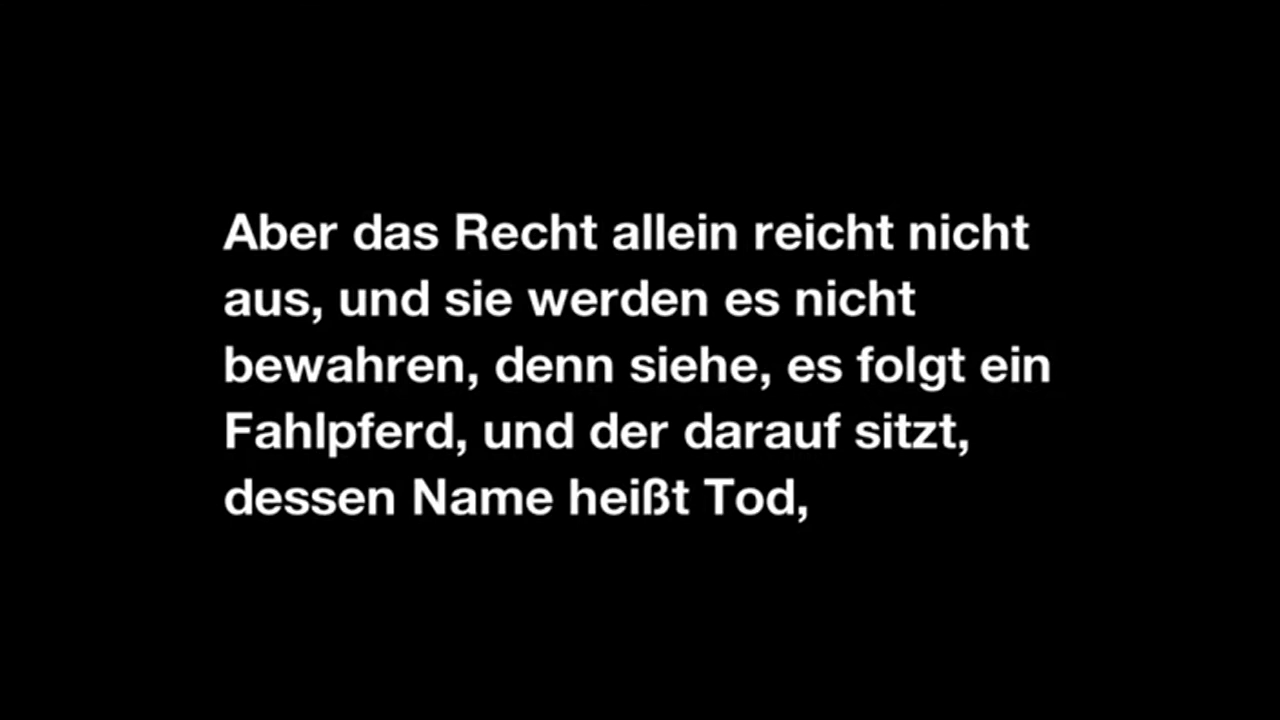 Aber das Recht allein reicht nicht
aus, und sie werden es nicht
bewahren, denn siehe, es folgt ein
Fahlpferd, und der darauf sitzt,
dessen Name heißt Tod,